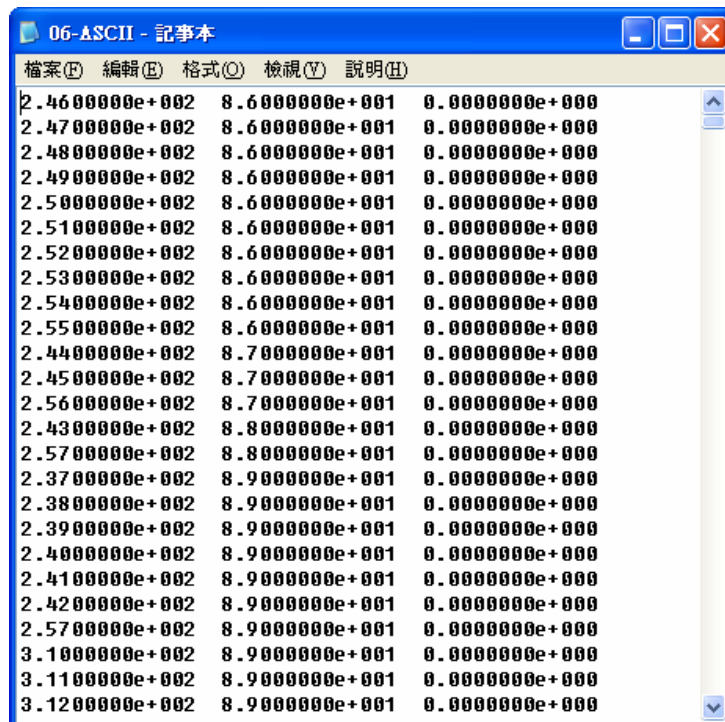 06-ASCII - 記事本
檔案(F) 編輯(E) 格式(O) 檢視(V) 說明(H)
2.4600000e+002 8.6000000e+001 0.0000000e+000
2.4700000e+002 8.6000000e+001 0.0000000e+000
2.4800000e+002 8.6000000e+001 0.0000000e+000
2.4900000e+002 8.6000000e+001 0.0000000e+000
2.5000000e+002 8.6000000e+001 0.0000000e+000
2.5100000e+002 8.6000000e+001 0.0000000e+000
2.5200000e+002 8.6000000e+001 0.0000000e+000
2.5300000e+002 8.6000000e+001 0.0000000e+000
2.5400000e+002 8.6000000e+001 0.0000000e+000
2.5500000e+002 8.6000000e+001 0.0000000e+000
2.4400000e+002 8.7000000e+001 0.0000000e+000
2.4500000e+002 8.7000000e+001 0.0000000e+000
2.5600000e+002 8.7000000e+001 0.0000000e+000
2.4300000e+002 8.8000000e+001 0.0000000e+000
2.5700000e+002 8.8000000e+001 0.0000000e+000
2.3700000e+002 8.9000000e+001 0.0000000e+000
2.3800000e+002 8.9000000e+001 0.0000000e+000
2.3900000e+002 8.9000000e+001 0.0000000e+000
2.4000000e+002 8.9000000e+001 0.0000000e+000
2.4100000e+002 8.9000000e+001 0.0000000e+000
2.4200000e+002 8.9000000e+001 0.0000000e+000
2.5700000e+002 8.9000000e+001 0.0000000e+000
3.1000000e+002 8.9000000e+001 0.0000000e+000
3.1100000e+002 8.9000000e+001 0.0000000e+000
3.1200000e+002 8.9000000e+001 0.0000000e+000